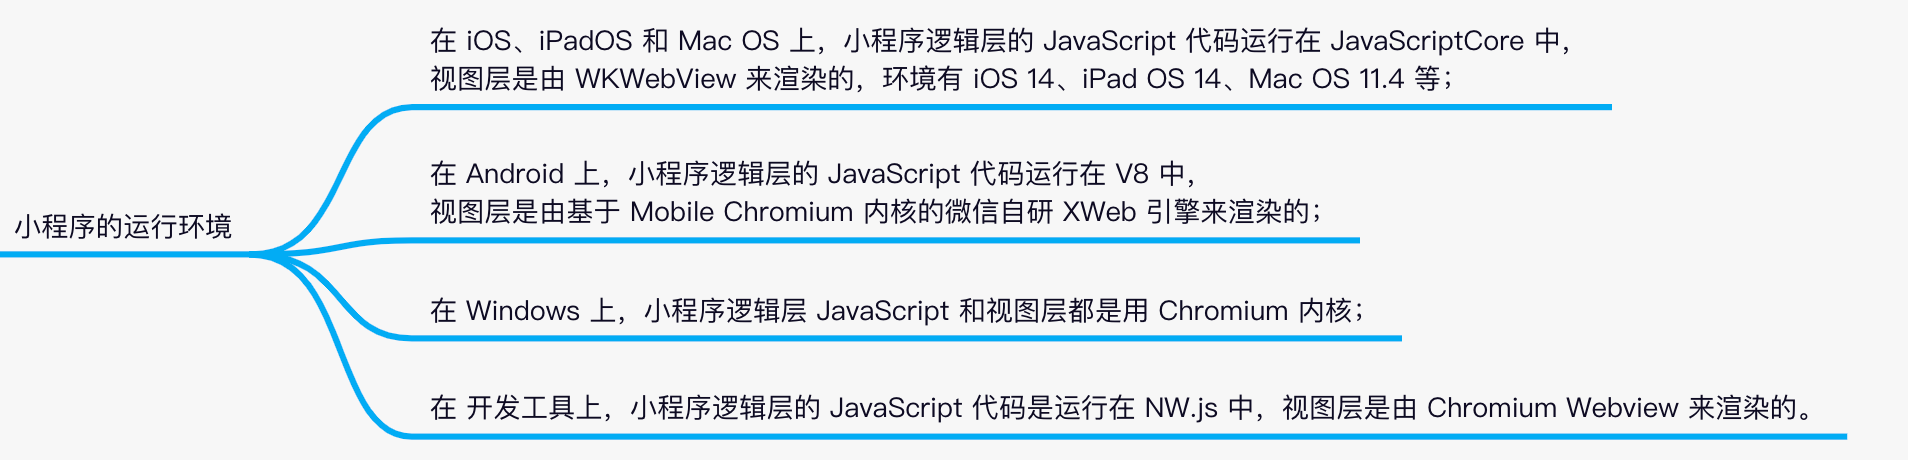 小程序的运行环境
在 iOS、iPadOS 和 Mac OS 上，小程序逻辑层的 JavaScript 代码运行在 JavaScriptCore 中，
视图层是由 WKWebView 来渲染的，环境有 iOS 14、iPad OS 14、Mac OS 11.4 等；
在 Android 上，小程序逻辑层的 JavaScript 代码运行在 V8 中，
视图层是由基于 Mobile Chromium 内核的微信自研 XWeb 引擎来渲染的；
在 Windows 上，小程序逻辑层 JavaScript 和视图层都是用 Chromium 内核；
在 开发工具上，小程序逻辑层的 JavaScript 代码是运行在 NW.js 中，视图层是由 Chromium Webview 来渲染的。